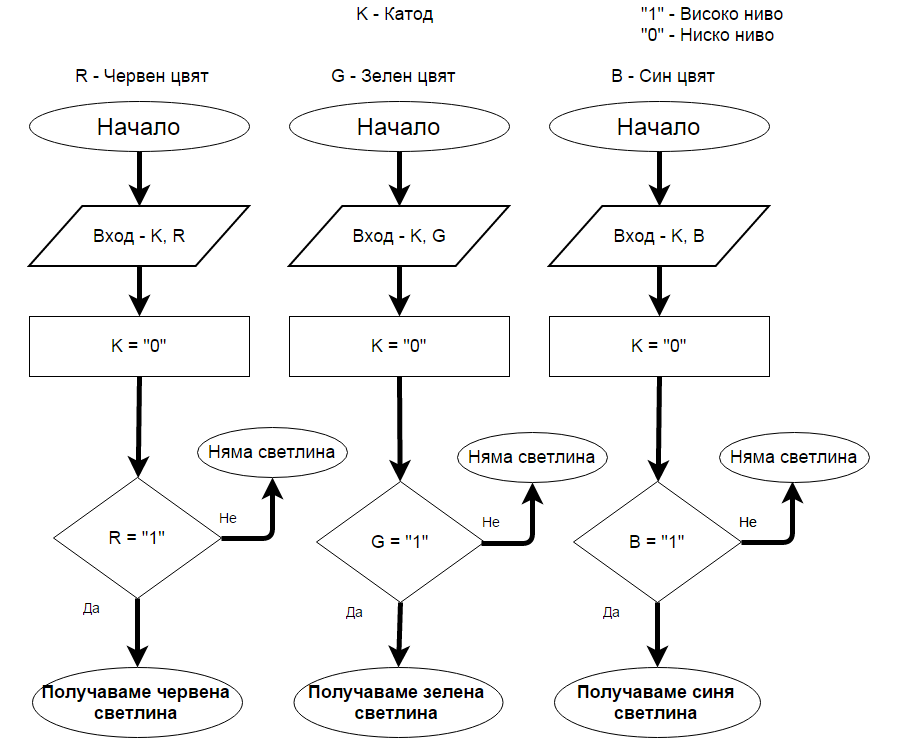 K - Катод
"1" - Високо ниво
"0" - Ниско ниво
R - Червен цвят
G - Зелен цвят
B - Син цвят
Начало
Начало
Начало
Вход - K, R
Вход - K, G
Вход - K, B
K = "0"
K = "0"
K = "0"
Няма светлина
Няма светлина
Няма светлина
R = "1"
Не
G = "1"
Не
B = "1"
Не
Да
Да
Да
Получаваме червена
светлина
Получаваме зелена
светлина
Получаваме синя
светлина